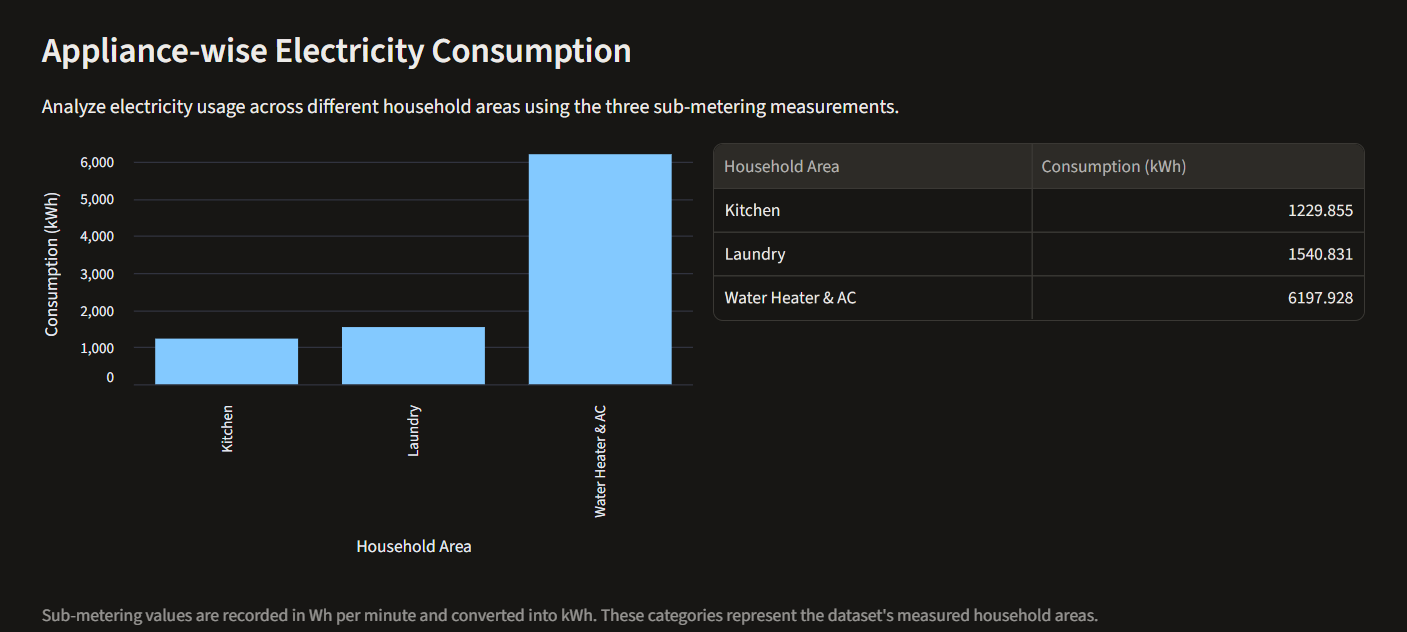 Appliance-wise Electricity Consumption
Analyze electricity usage across different household areas using the three sub-metering measurements.
Consumption (kWh)
6,000
5,000
4,000
3,000
2,000
1,000
0
Kitchen
Laundry
Water Heater & AC
Household Area
Household Area Consumption (kWh)
Kitchen 1229.855
Laundry 1540.831
Water Heater & AC 6197.928
Sub-metering values are recorded in Wh per minute and converted into kWh. These categories represent the dataset's measured household areas.